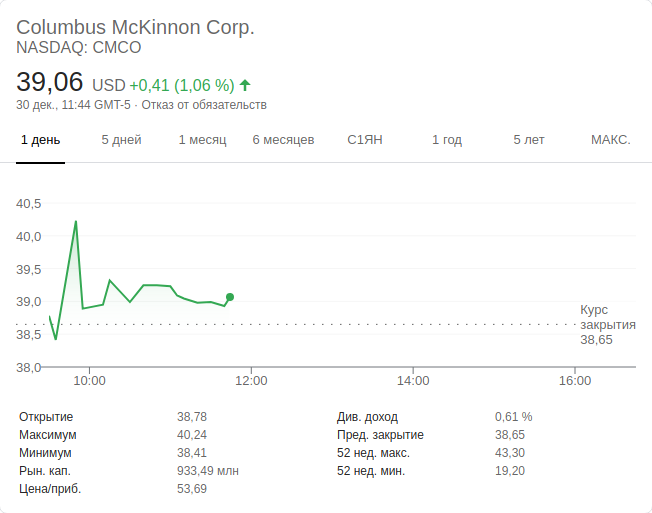 Columbus McKinnon Corp.
NASDAQ: CMCO
39,06 USD +0,41 (1,06 %)
30 дек., 11:44 GMT-5 · Отказ от обязательств
1 день 5 дней 1 месяц 6 месяцев С1ЯН 1 год 5 лет МАКС.
40,5
40,0
39,5
39,0
38,5
38,0
Курс
закрытия
38,65
10:00 12:00 14:00 16:00
Открытие 38,78 Див. доход 0,61 %
Максимум 40,24 Пред. закрытие 38,65
Минимум 38,41 52 нед. макс. 43,30
Рын. кап. 933,49 млн 52 нед. мин. 19,20
Цена/приб. 53,69